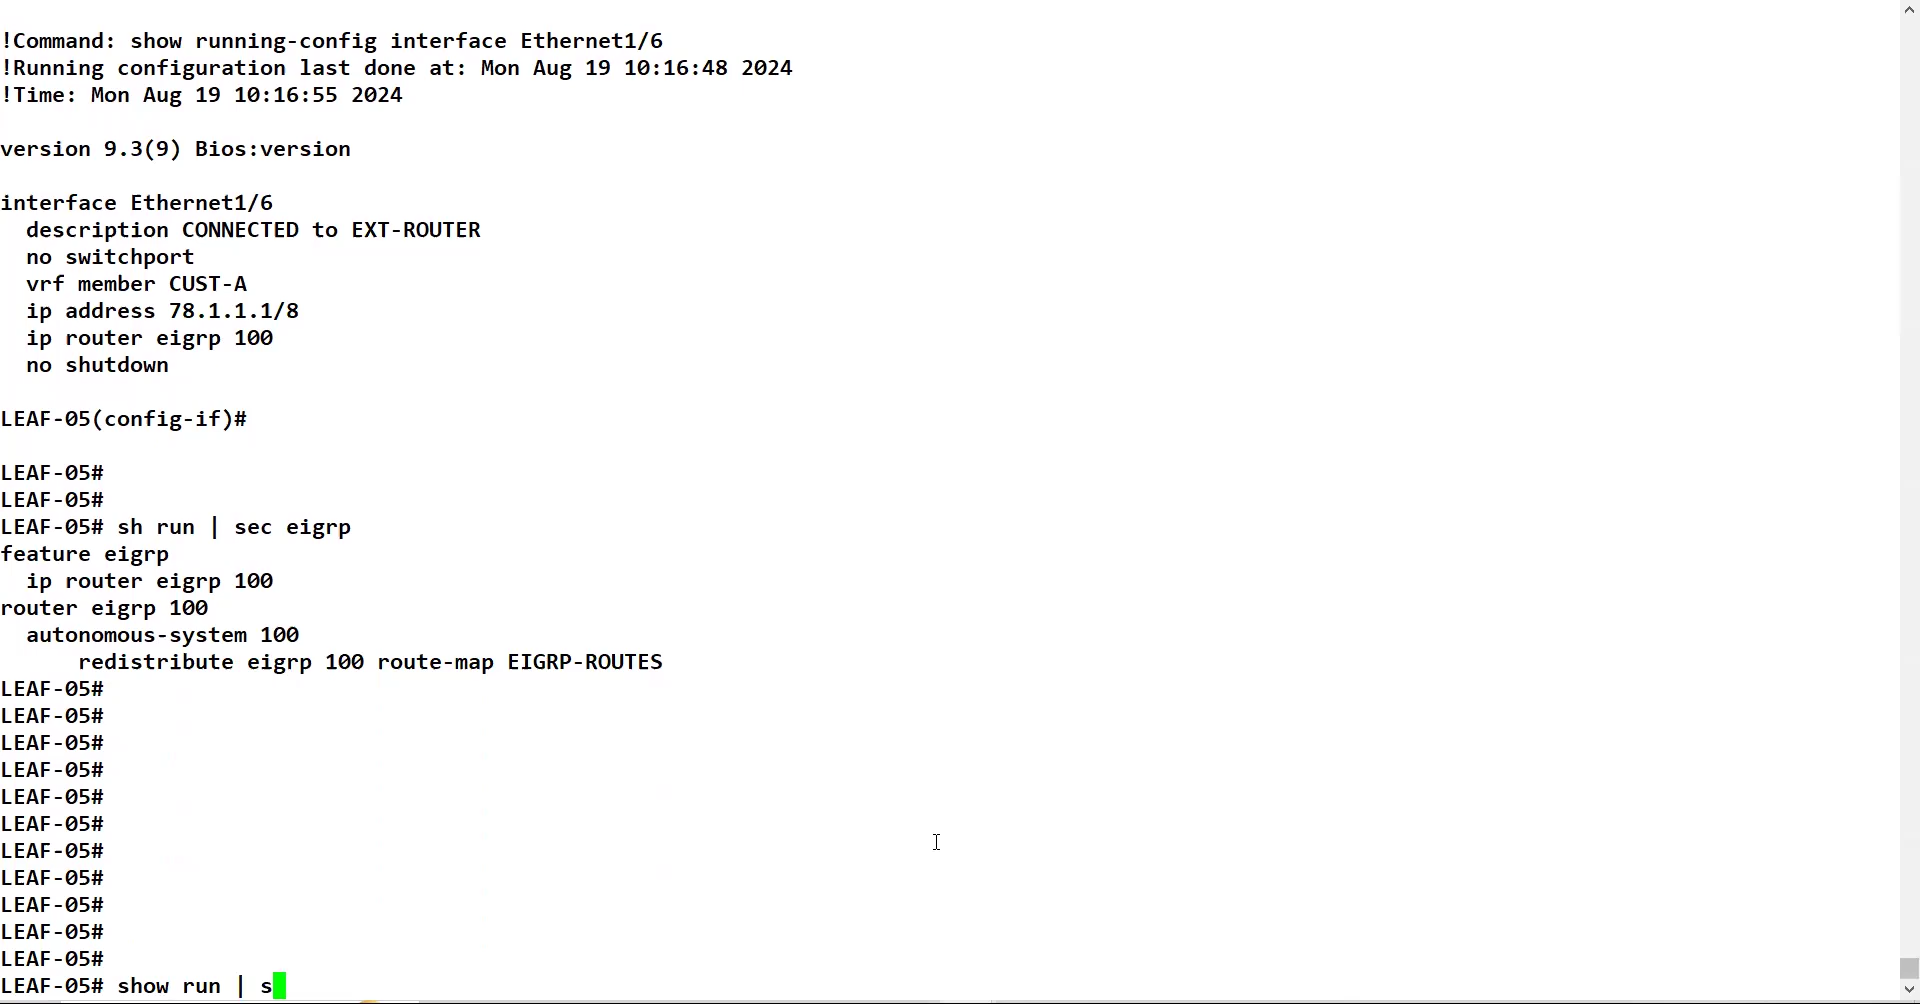 !Command: show running-config interface Ethernet1/6
!Running configuration last done at: Mon Aug 19 10:16:48 2024
!Time: Mon Aug 19 10:16:55 2024
version 9.3(9) Bios:version
interface Ethernet1/6
  description CONNECTED to EXT-ROUTER
  no switchport
  vrf member CUST-A
  ip address 78.1.1.1/8
  ip router eigrp 100
  no shutdown
LEAF-05(config-if)#
LEAF-05#
LEAF-05#
LEAF-05# sh run | sec eigrp
feature eigrp
  ip router eigrp 100
router eigrp 100
  autonomous-system 100
      redistribute eigrp 100 route-map EIGRP-ROUTES
LEAF-05#
LEAF-05#
LEAF-05#
LEAF-05#
LEAF-05#
LEAF-05#
LEAF-05#
LEAF-05#
LEAF-05#
LEAF-05#
LEAF-05#
LEAF-05# show run | s